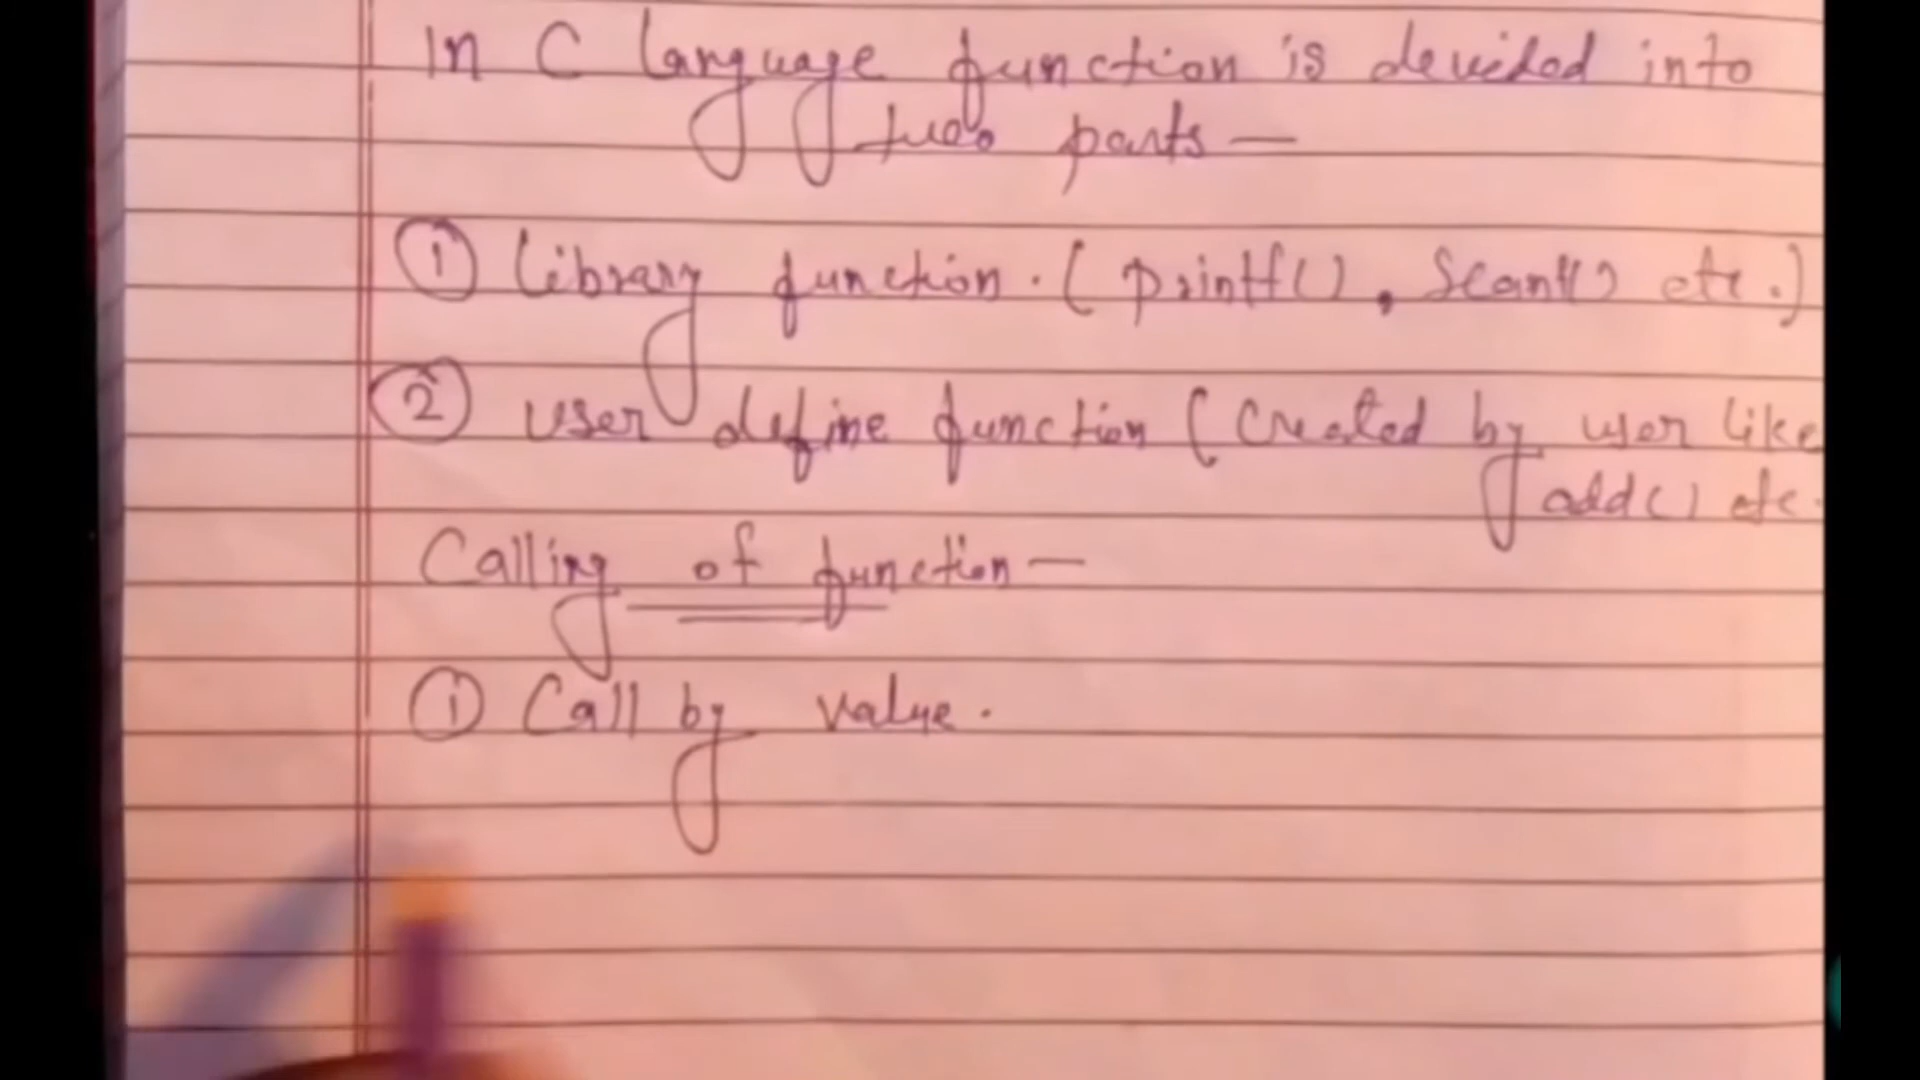 In C language function is devided into
two parts —
① Library function. ( printf() , Scanf() etc.)
② user define function ( Created by user like
add() etc.
Calling of function —
① Call by value.